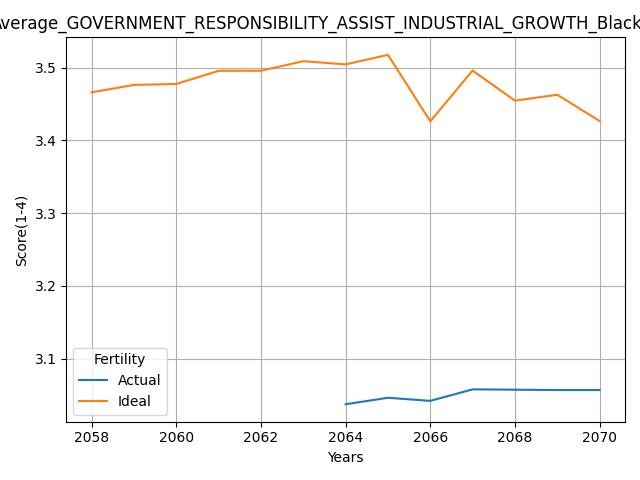 Average_GOVERNMENT_RESPONSIBILITY_ASSIST_INDUSTRIAL_GROWTH_Black
3.5
3.4
3.3
3.2
3.1
Score(1-4)
Fertility
Actual
Ideal
2058 2060 2062 2064 2066 2068 2070
Years